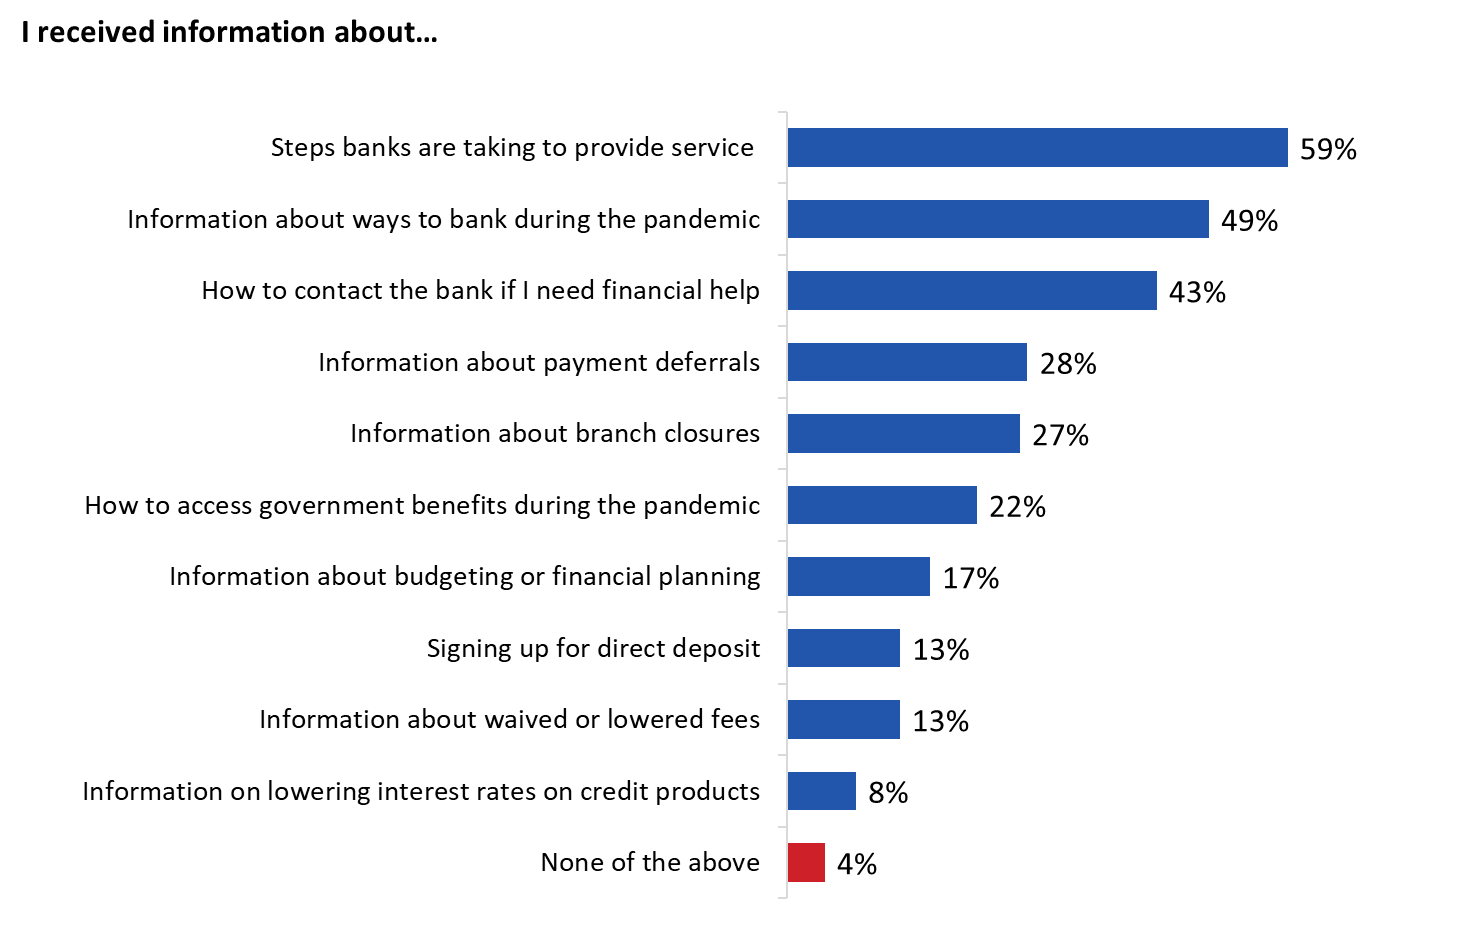 I received information about…
Steps banks are taking to provide service 59%
Information about ways to bank during the pandemic 49%
How to contact the bank if I need financial help 43%
Information about payment deferrals 28%
Information about branch closures 27%
How to access government benefits during the pandemic 22%
Information about budgeting or financial planning 17%
Signing up for direct deposit 13%
Information about waived or lowered fees 13%
Information on lowering interest rates on credit products 8%
None of the above 4%